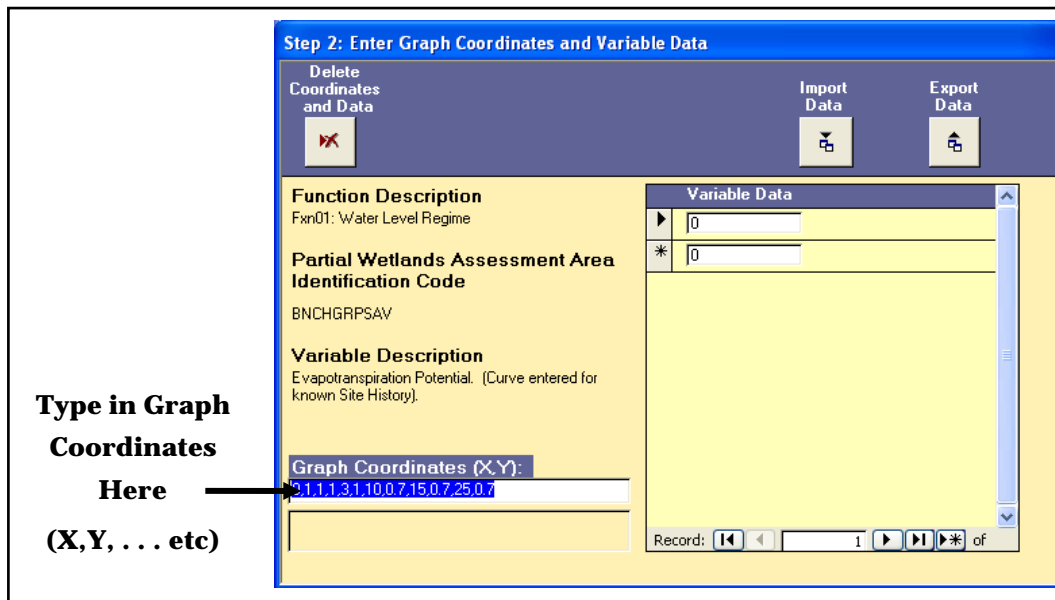 Step 2: Enter Graph Coordinates and Variable Data
Delete
Coordinates
and Data
Import
Data
Export
Data
Function Description
Fxn01: Water Level Regime
Partial Wetlands Assessment Area
Identification Code
BNCHGRPSAV
Variable Description
Evapotranspiration Potential. (Curve entered for
known Site History).
Graph Coordinates (X,Y):
0,1,1,1,3,1,10,0.7,15,0.7,25,0.7
Variable Data
0
0
Record: 1 of
Type in Graph
Coordinates
Here
(X,Y, . . . etc)